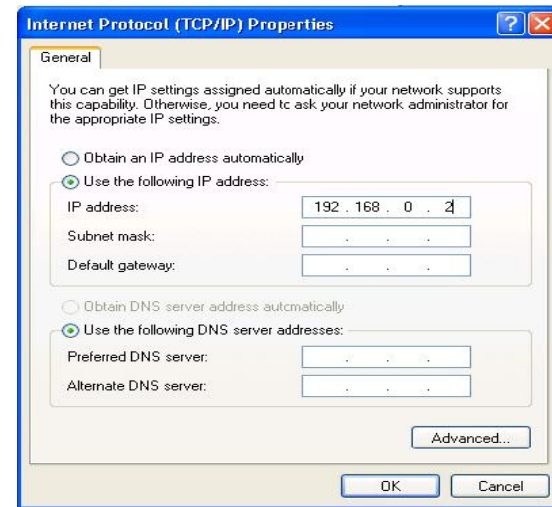 Internet Protocol (TCP/IP) Properties
General
You can get IP settings assigned automatically if your network supports
this capability. Otherwise, you need to ask your network administrator for
the appropriate IP settings.
Obtain an IP address automatically
Use the following IP address:
IP address: 192 . 168 . 0 . 2
Subnet mask: . . .
Default gateway: . . .
Obtain DNS server address automatically
Use the following DNS server addresses:
Preferred DNS server: . . .
Alternate DNS server: . . .
Advanced...
OK Cancel